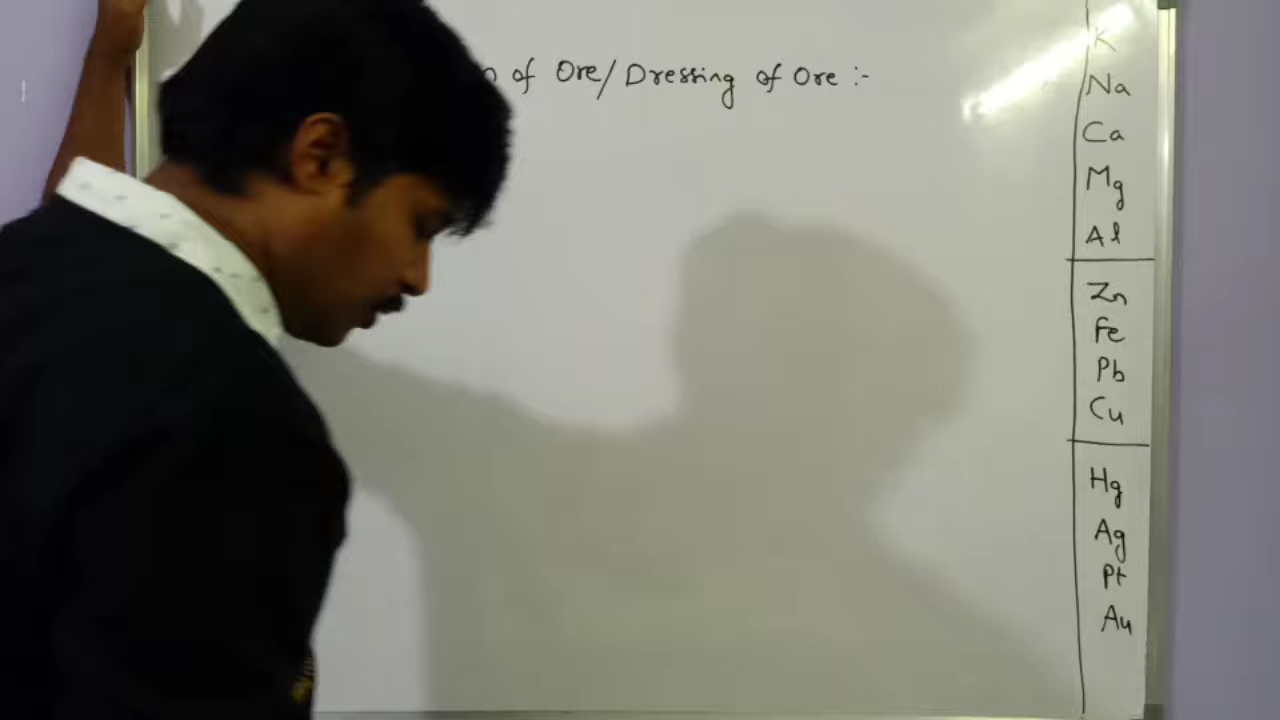 of Ore/Dressing of Ore :-
K
Na
Ca
Mg
Al
Zn
Fe
Pb
Cu
Hg
Ag
Pt
Au